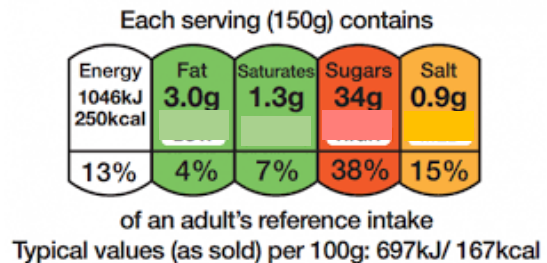 Each serving (150g) contains
Energy Fat Saturates Sugars Salt
1046kJ 3.0g 1.3g 34g 0.9g
250kcal
13% 4% 7% 38% 15%
of an adult's reference intake
Typical values (as sold) per 100g: 697kJ/ 167kcal